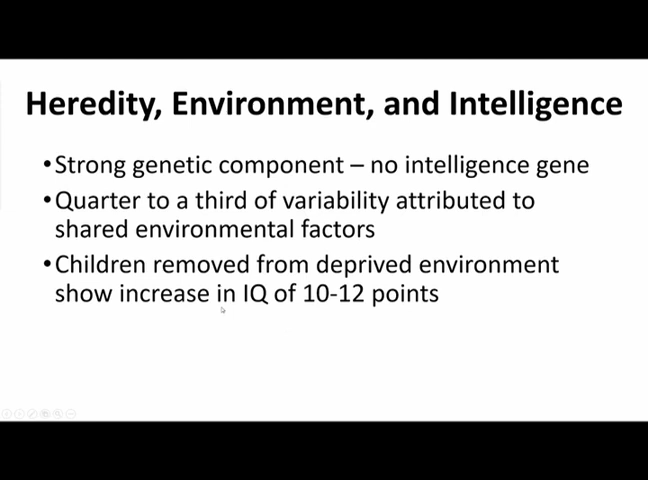 Heredity, Environment, and Intelligence
•Strong genetic component – no intelligence gene
•Quarter to a third of variability attributed to
shared environmental factors
•Children removed from deprived environment
show increase in IQ of 10-12 points